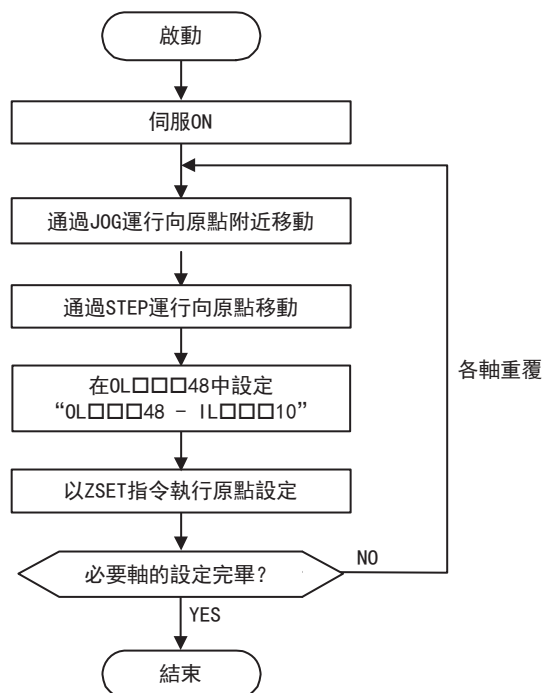 啟動
伺服ON
通過JOG運行向原點附近移動
通過STEP運行向原點移動
在OL□□□48中設定
“OL□□□48 - IL□□□10”
各軸重覆
以ZSET指令執行原點設定
必要軸的設定完畢?
NO
YES
結束